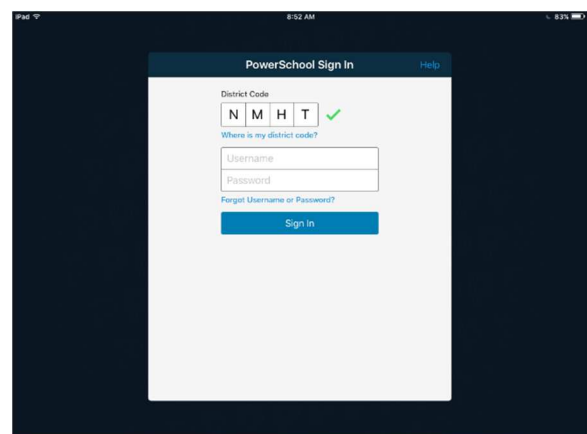 iPad 8:52 AM 83%
PowerSchool Sign In Help
District Code
N M H T
Where is my district code?
Username
Password
Forgot Username or Password?
Sign In